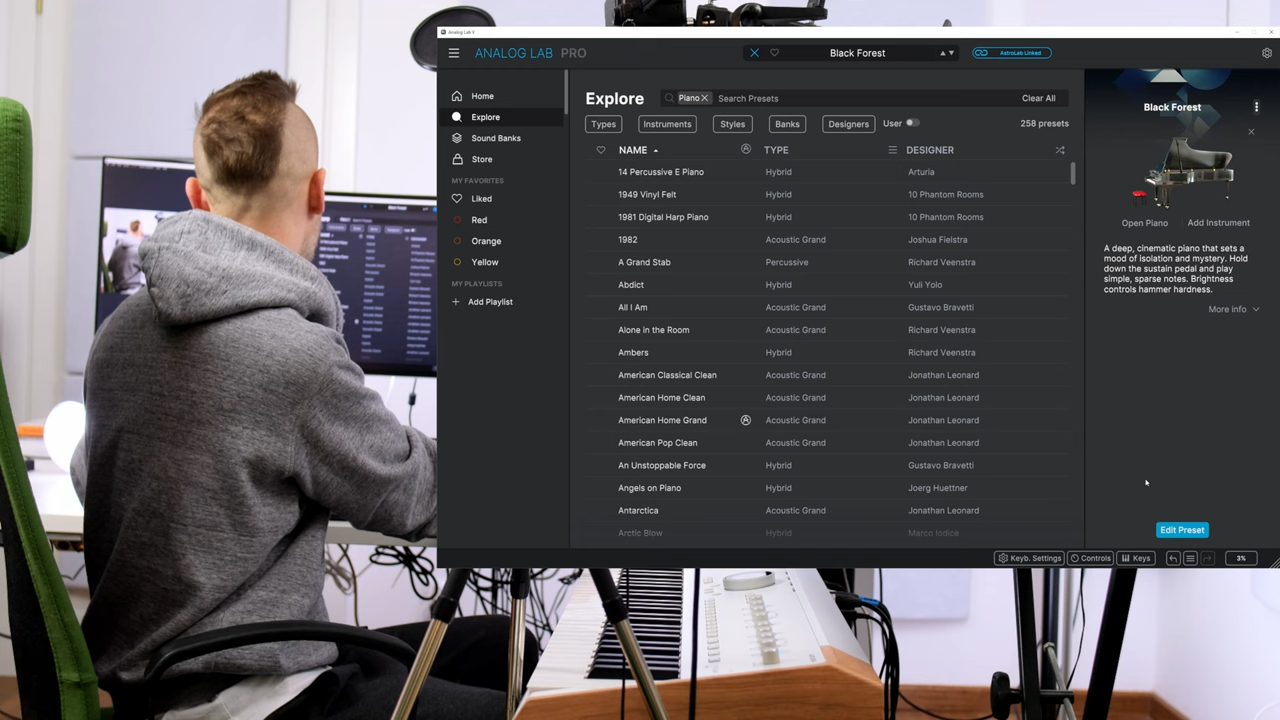 Analog Lab V
ANALOG LAB PRO
Black Forest
AstroLab Linked
Home
Explore
Sound Banks
Store
MY FAVORITES
Liked
Red
Orange
Yellow
MY PLAYLISTS
Add Playlist
Explore
Piano
Search Presets
Clear All
Types
Instruments
Styles
Banks
Designers
User
258 presets
NAME TYPE DESIGNER
14 Percussive E Piano Hybrid Arturia
1949 Vinyl Felt Hybrid 10 Phantom Rooms
1981 Digital Harp Piano Hybrid 10 Phantom Rooms
1982 Acoustic Grand Joshua Fielstra
A Grand Stab Percussive Richard Veenstra
Abdict Hybrid Yuli Yolo
All I Am Acoustic Grand Gustavo Bravetti
Alone in the Room Acoustic Grand Richard Veenstra
Ambers Hybrid Richard Veenstra
American Classical Clean Acoustic Grand Jonathan Leonard
American Home Clean Acoustic Grand Jonathan Leonard
American Home Grand Acoustic Grand Jonathan Leonard
American Pop Clean Acoustic Grand Jonathan Leonard
An Unstoppable Force Hybrid Gustavo Bravetti
Angels on Piano Hybrid Joerg Huettner
Antarctica Acoustic Grand Jonathan Leonard
Arctic Blow Hybrid Marco Iodice
Black Forest
Open Piano
Add Instrument
A deep, cinematic piano that sets a
mood of isolation and mystery. Hold
down the sustain pedal and play
simple, sparse notes. Brightness
controls hammer hardness.
More info
Edit Preset
Keyb. Settings
Controls
Keys
3%